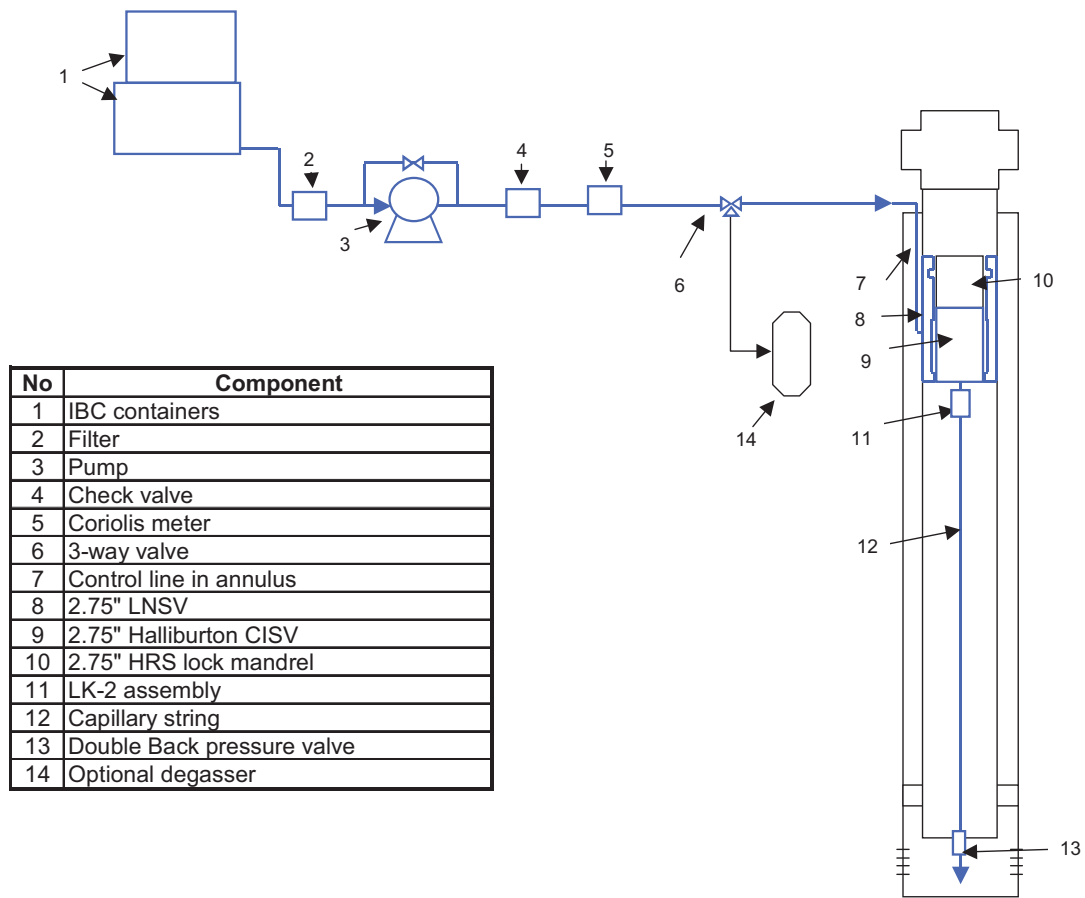 1
2
3
4
5
6
7
8
9
10
11
12
13
14
No Component
1 IBC containers
2 Filter
3 Pump
4 Check valve
5 Coriolis meter
6 3-way valve
7 Control line in annulus
8 2.75" LNSV
9 2.75" Halliburton CISV
10 2.75" HRS lock mandrel
11 LK-2 assembly
12 Capillary string
13 Double Back pressure valve
14 Optional degasser